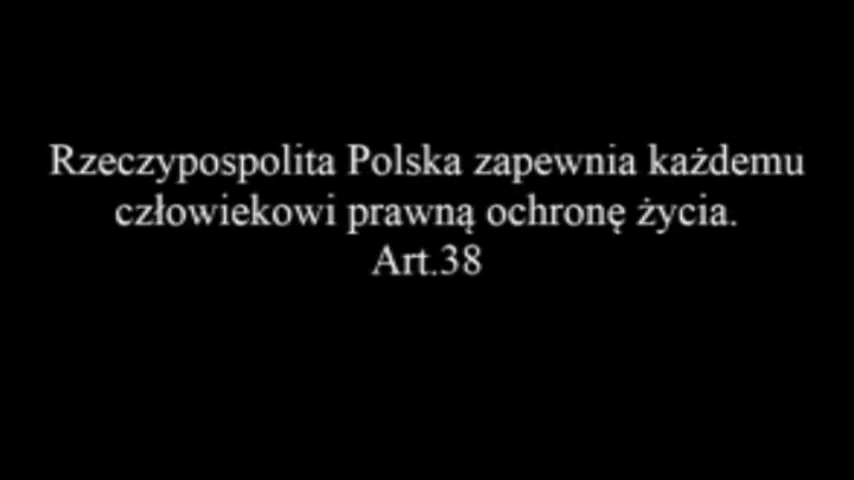 Rzeczypospolita Polska zapewnia każdemu
człowiekowi prawną ochronę życia.
Art.38